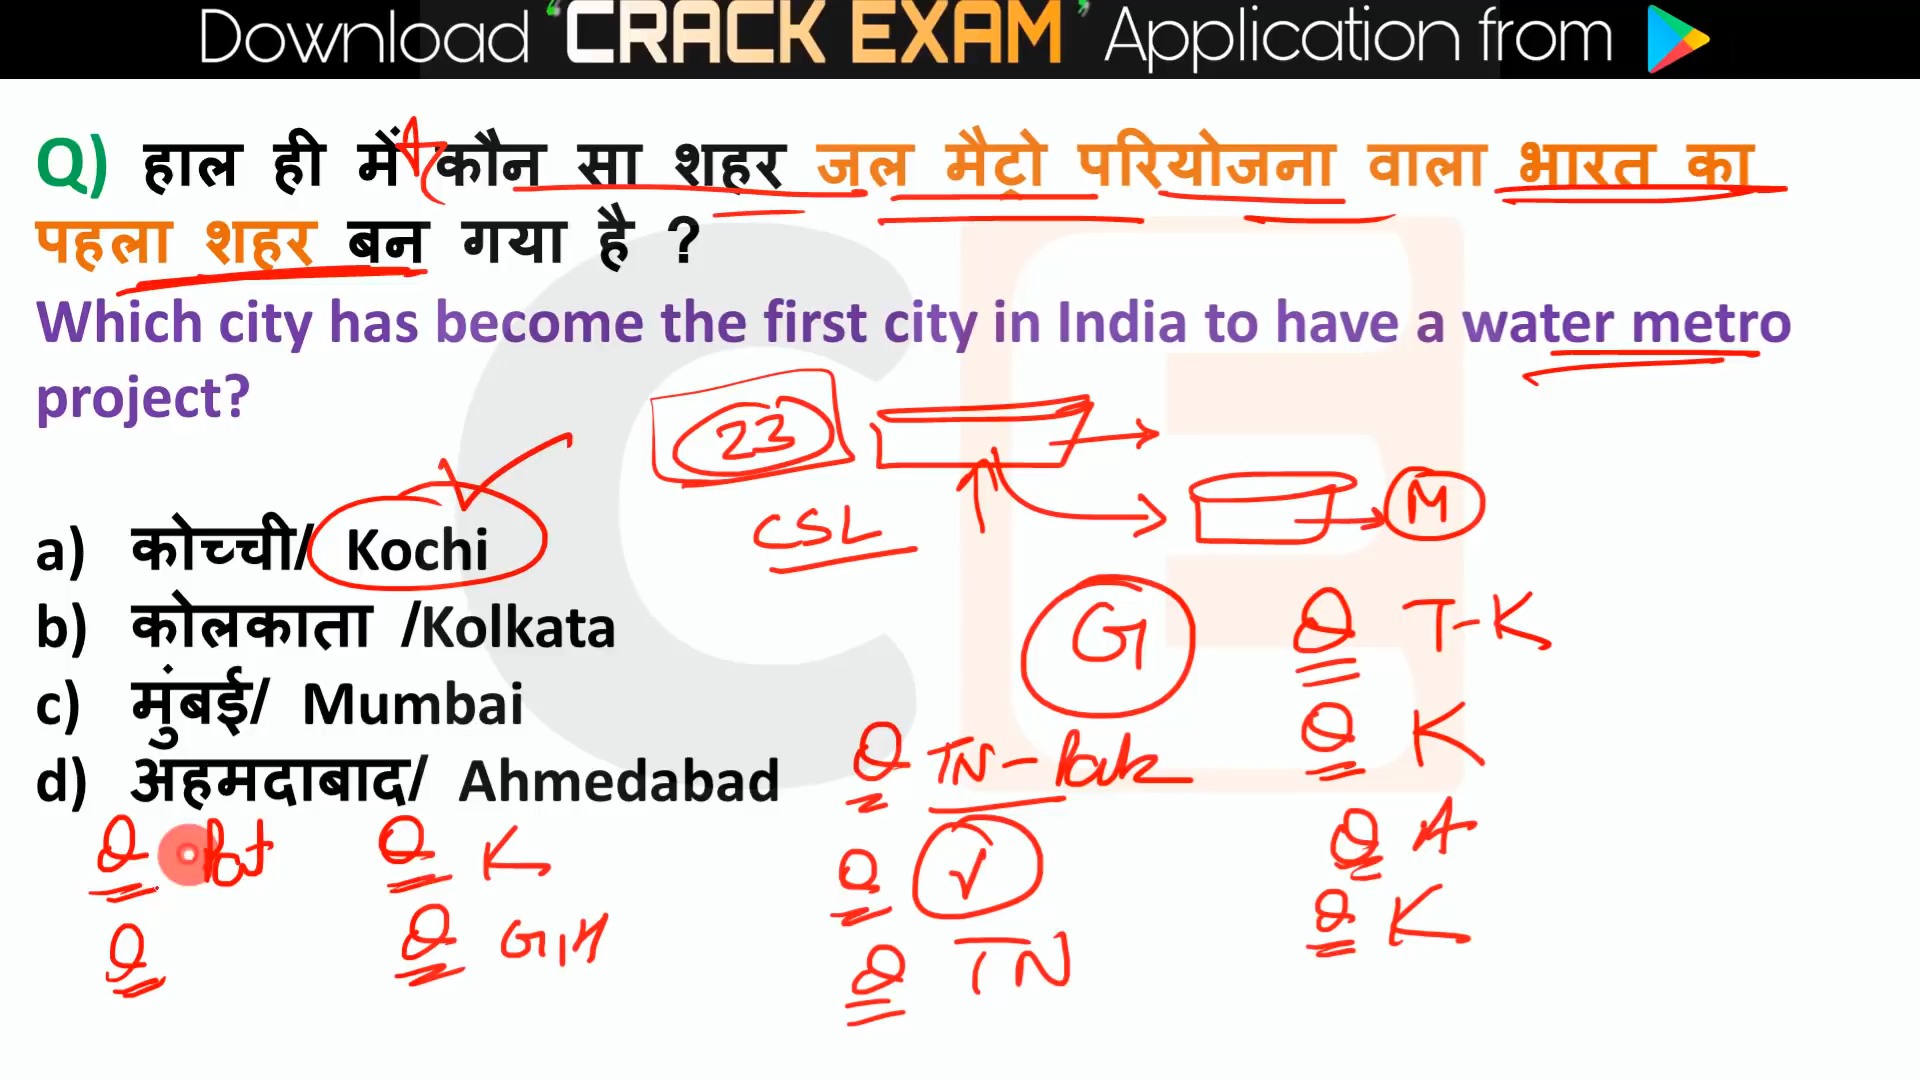 Download ‘CRACK EXAM’ Application from
Q) हाल ही में कौन सा शहर जल मैट्रो परियोजना वाला भारत का
पहला शहर बन गया है ?
Which city has become the first city in India to have a water metro
project?
23
CSL
M
a) कोच्ची/ Kochi
b) कोलकाता /Kolkata
c) मुंबई/ Mumbai
d) अहमदाबाद/ Ahmedabad
G
Q T-K
Q K
Q TN-
Q A
Q K
Q
Q K
Q
Q TN
Q